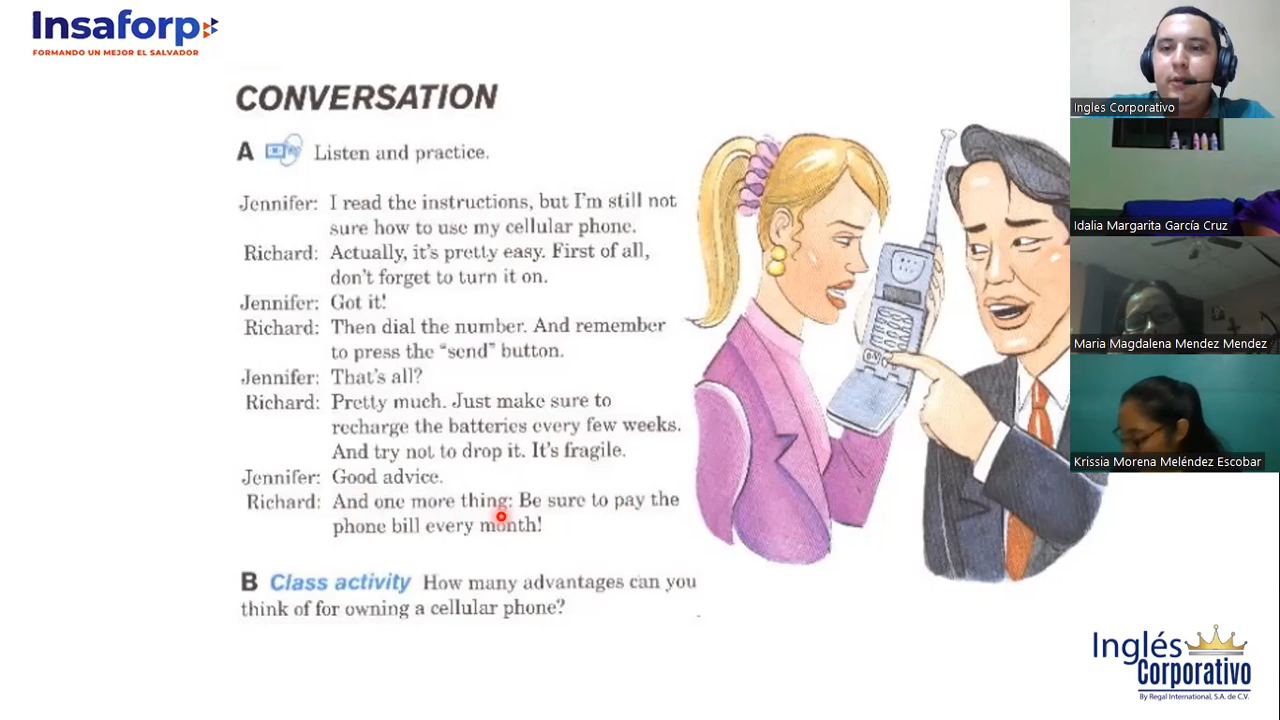 Insaforp
FORMANDO UN MEJOR EL SALVADOR
CONVERSATION
A Listen and practice.
Jennifer: I read the instructions, but I'm still not
sure how to use my cellular phone.
Richard: Actually, it's pretty easy. First of all,
don't forget to turn it on.
Jennifer: Got it!
Richard: Then dial the number. And remember
to press the "send" button.
Jennifer: That's all?
Richard: Pretty much. Just make sure to
recharge the batteries every few weeks.
And try not to drop it. It's fragile.
Jennifer: Good advice.
Richard: And one more thing: Be sure to pay the
phone bill every month!
B Class activity How many advantages can you
think of for owning a cellular phone?
Ingles Corporativo
Idalia Margarita García Cruz
Maria Magdalena Mendez Mendez
Krissia Morena Meléndez Escobar
Inglés
Corporativo
By Regal International, S.A. de C.V.